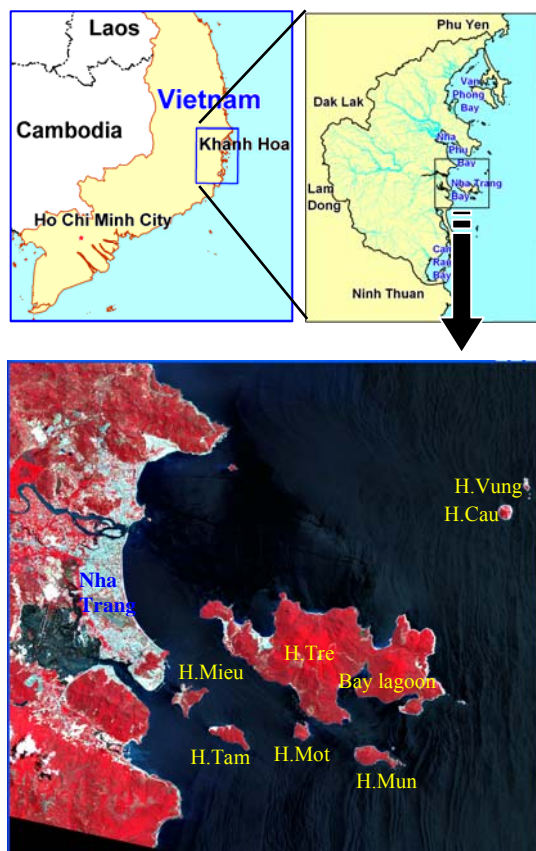 Laos
Vietnam
Cambodia
Khanh Hoa
Ho Chi Minh City
Phu Yen
Van
Phong
Bay
Dak Lak
Nha
Phu
Bay
Nha Trang
Bay
Lam
Dong
Cam
Ranh
Bay
Ninh Thuan
H.Vung
H.Cau
Nha
Trang
H.Tre
H.Mieu
Bay lagoon
H.Tam
H.Mot
H.Mun